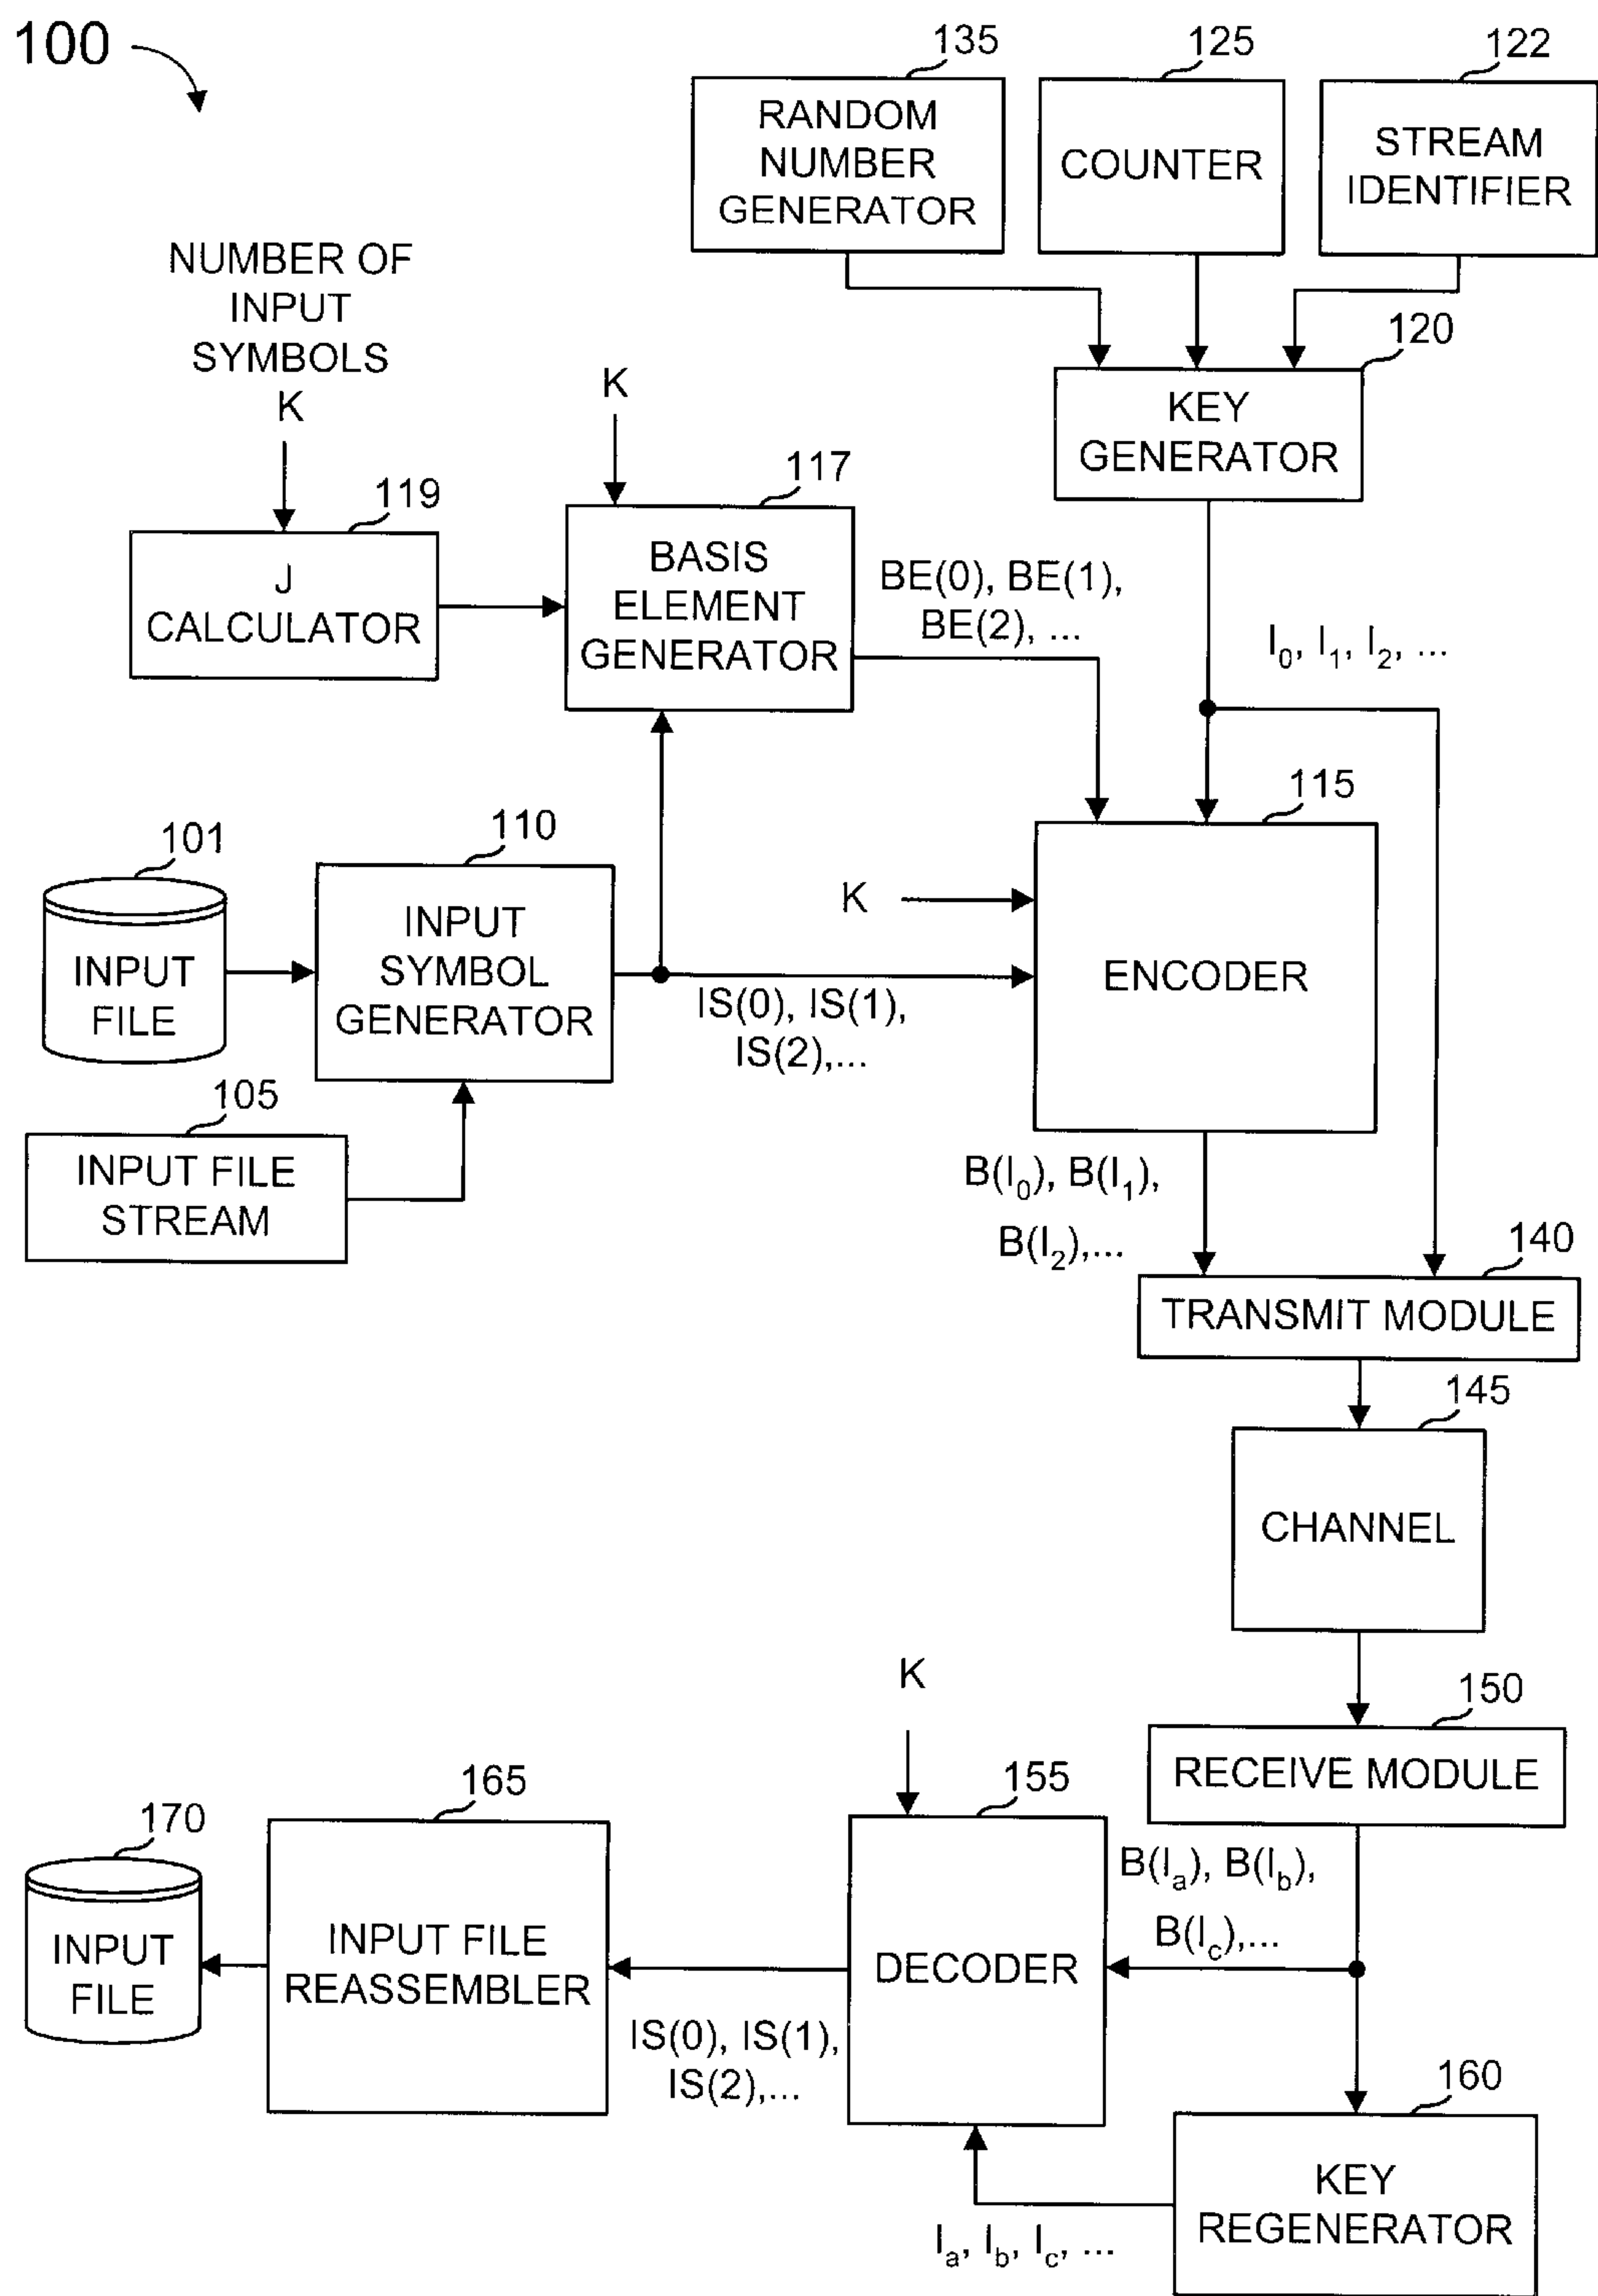 100
135
125
122
RANDOM
NUMBER
GENERATOR
COUNTER
STREAM
IDENTIFIER
NUMBER OF
INPUT
SYMBOLS
K
K
120
KEY
GENERATOR
119
J
CALCULATOR
117
BASIS
ELEMENT
GENERATOR
BE(0), BE(1),
BE(2), ...
I₀, I₁, I₂, ...
115
K
ENCODER
101
INPUT
FILE
110
INPUT
SYMBOL
GENERATOR
IS(0), IS(1),
IS(2),...
105
INPUT FILE
STREAM
B(I₀), B(I₁),
B(I₂),...
140
TRANSMIT MODULE
145
CHANNEL
K
150
RECEIVE MODULE
B(Iₐ), B(I_b),
B(I_c),...
155
DECODER
165
INPUT FILE
REASSEMBLER
170
INPUT
FILE
IS(0), IS(1),
IS(2),...
160
KEY
REGENERATOR
Iₐ, I_b, I_c, ...